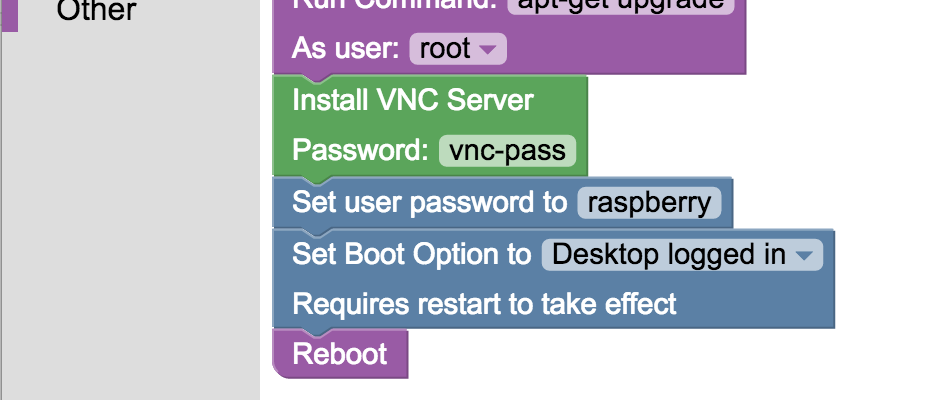 Other
Run Command: apt-get upgrade
As user: root
Install VNC Server
Password: vnc-pass
Set user password to raspberry
Set Boot Option to Desktop logged in
Requires restart to take effect
Reboot